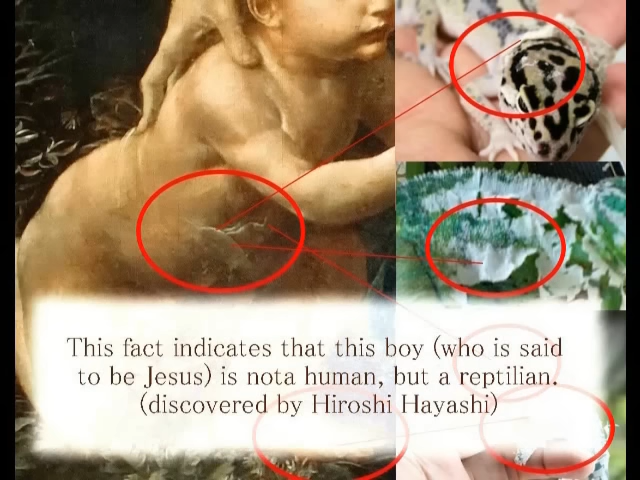 This fact indicates that this boy (who is said
to be Jesus) is nota human, but a reptilian.
(discovered by Hiroshi Hayashi)